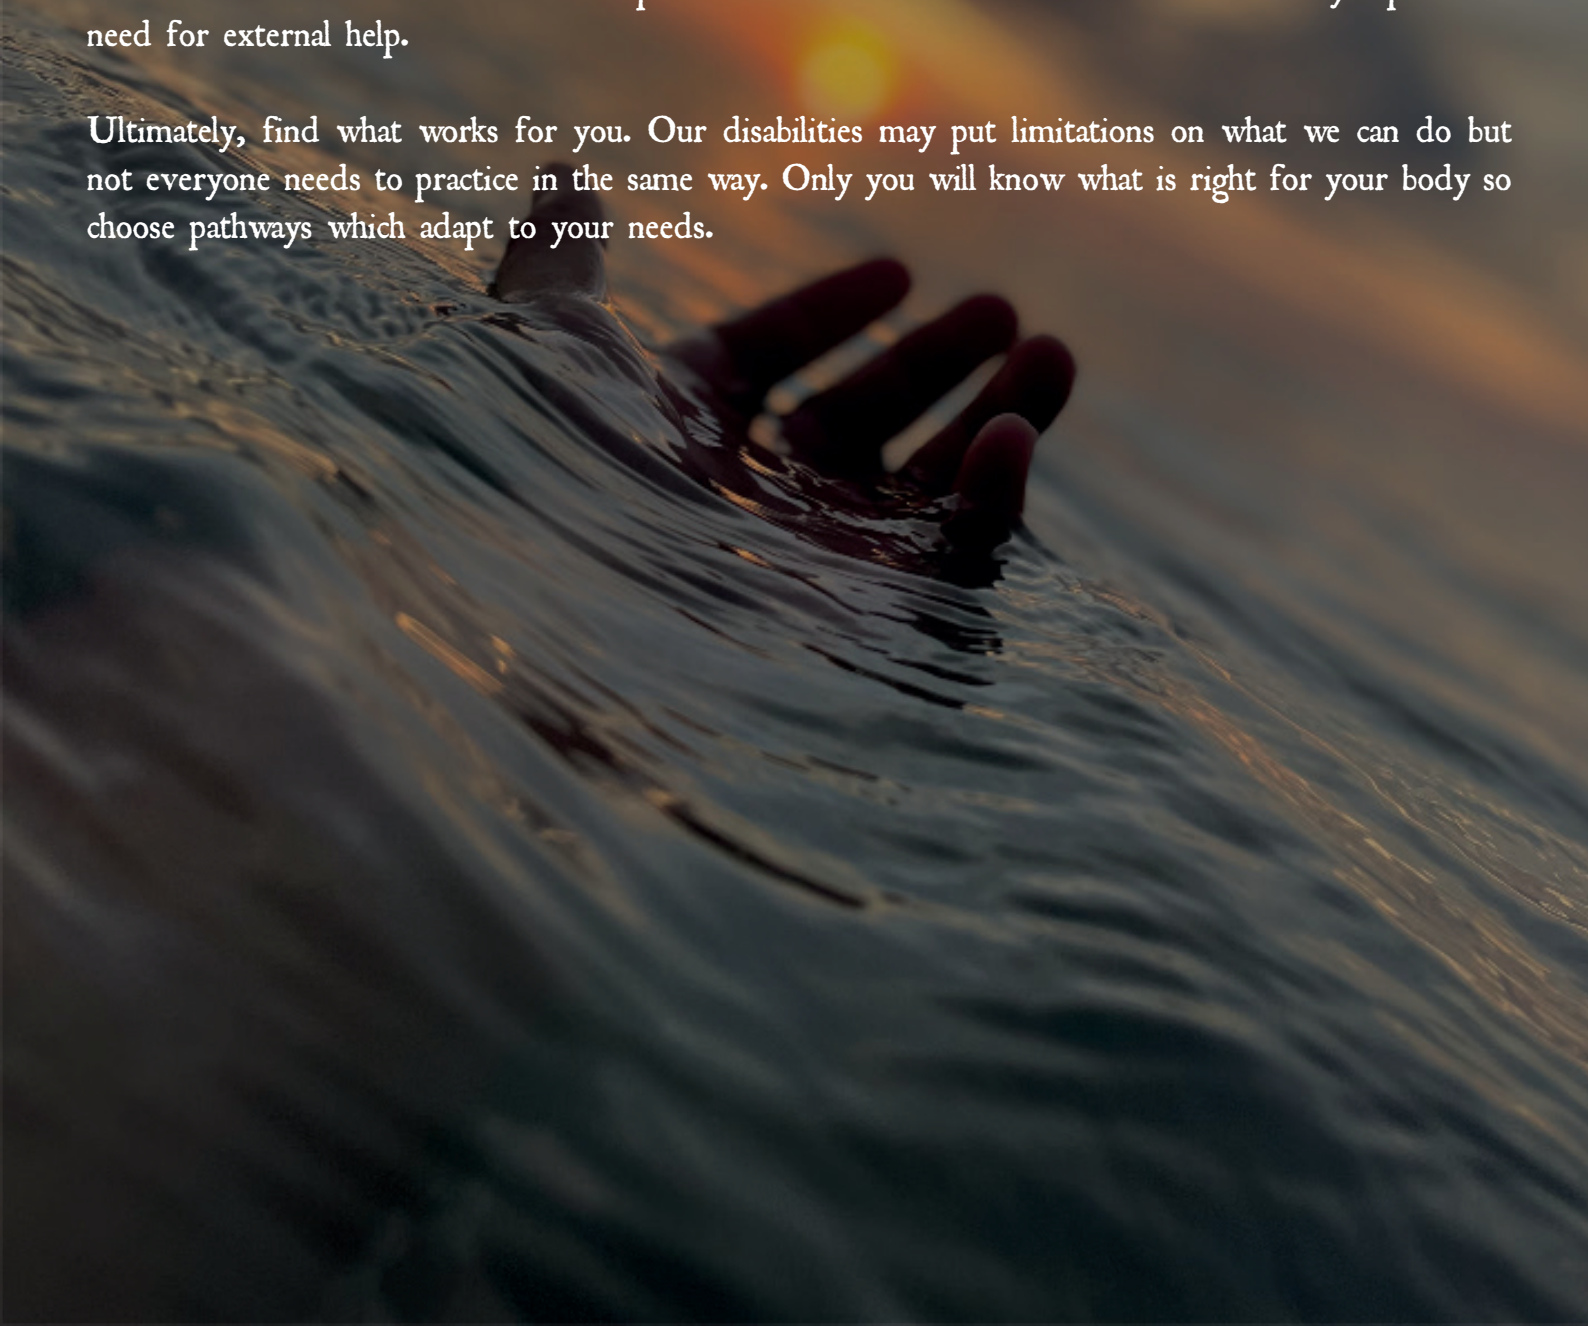 need for external help.
Ultimately, find what works for you. Our disabilities may put limitations on what we can do but
not everyone needs to practice in the same way. Only you will know what is right for your body so
choose pathways which adapt to your needs.